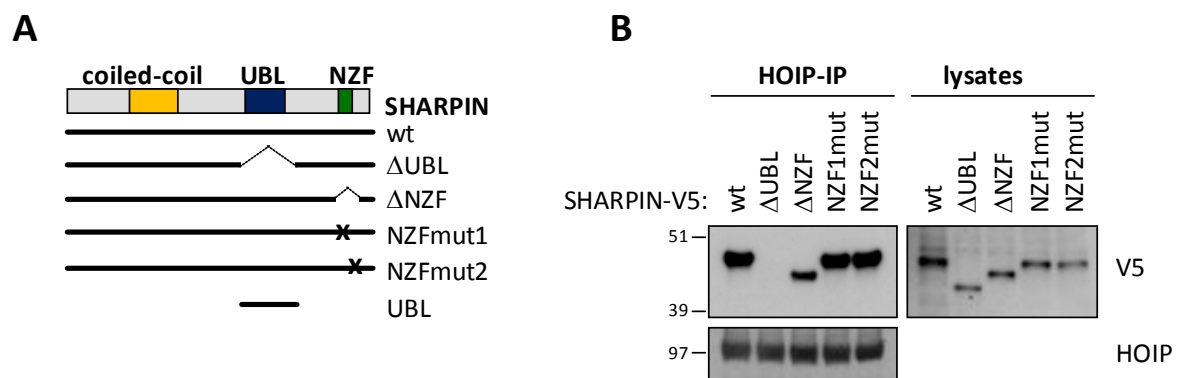 A
coiled-coil UBL NZF
SHARPIN
wt
ΔUBL
ΔNZF
x
NZFmut1
x
NZFmut2
UBL
B
HOIP-IP lysates
SHARPIN-V5: wt ΔUBL ΔNZF NZF1mut NZF2mut wt ΔUBL ΔNZF NZF1mut NZF2mut
51
V5
39
97
HOIP